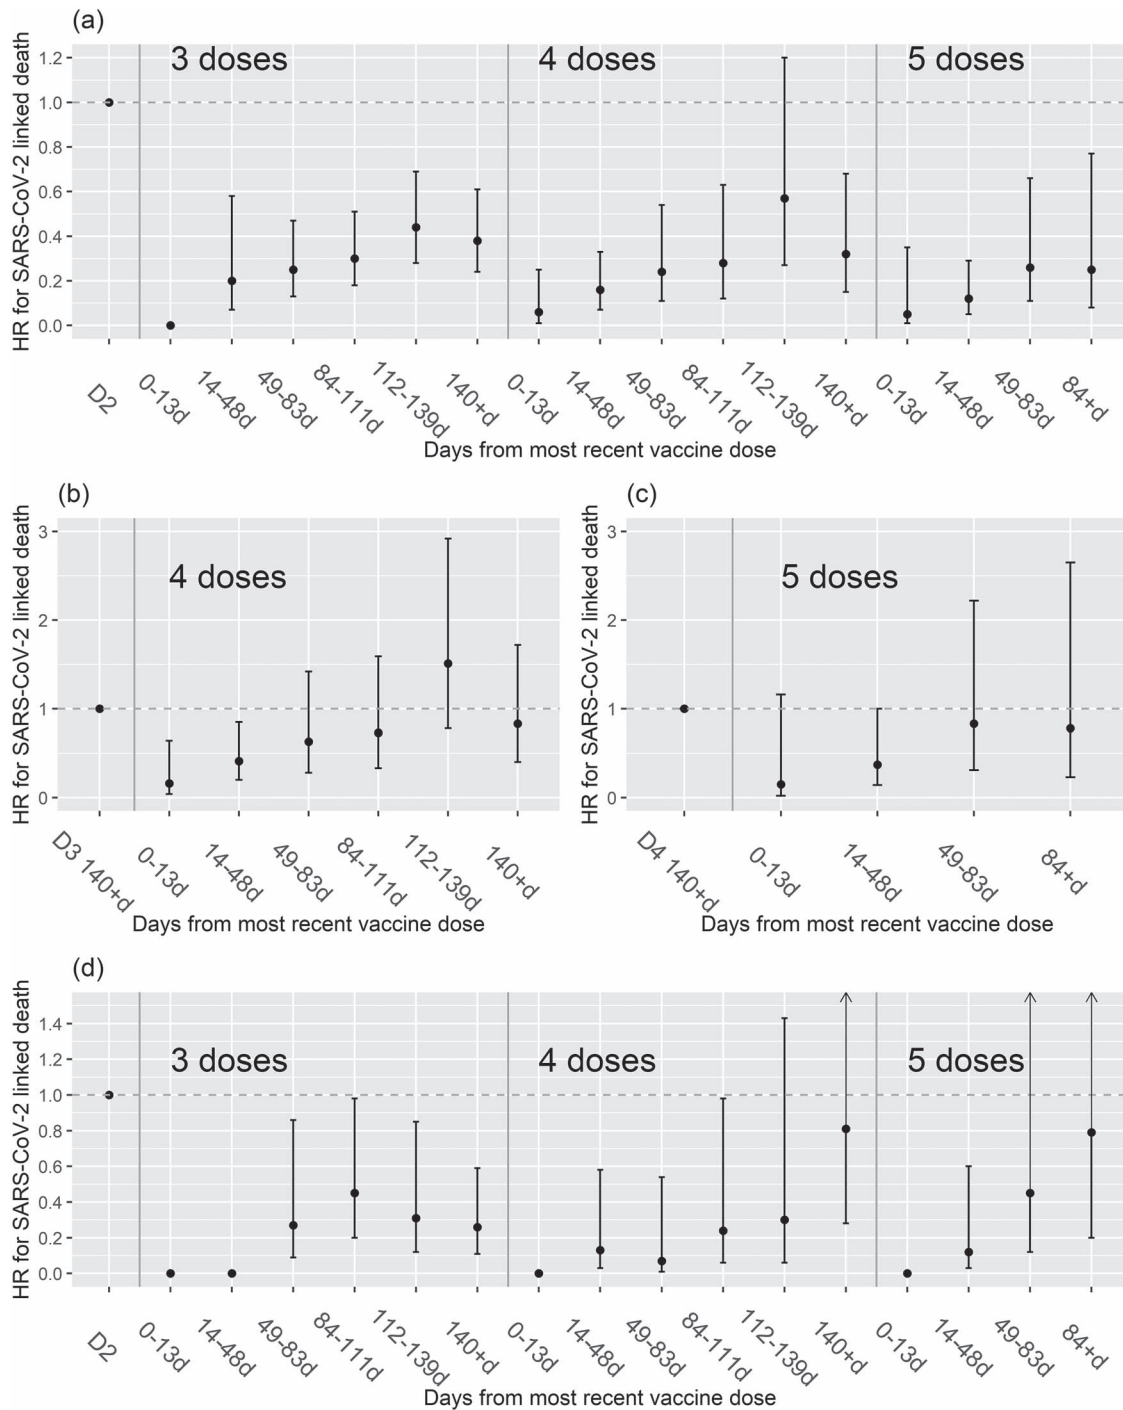 (a)
HR for SARS-CoV-2 linked death
1.2
1.0
0.8
0.6
0.4
0.2
0.0
3 doses
4 doses
5 doses
D2
0-13d
14-48d
49-83d
84-111d
112-139d
140+d
0-13d
14-48d
49-83d
84-111d
112-139d
140+d
0-13d
14-48d
49-83d
84+d
Days from most recent vaccine dose
(b)
HR for SARS-CoV-2 linked death
3
2
1
0
4 doses
D3 140+d
0-13d
14-48d
49-83d
84-111d
112-139d
140+d
Days from most recent vaccine dose
(c)
HR for SARS-CoV-2 linked death
3
2
1
0
5 doses
D4 140+d
0-13d
14-48d
49-83d
84+d
Days from most recent vaccine dose
(d)
HR for SARS-CoV-2 linked death
1.4
1.2
1.0
0.8
0.6
0.4
0.2
0.0
3 doses
4 doses
5 doses
D2
0-13d
14-48d
49-83d
84-111d
112-139d
140+d
0-13d
14-48d
49-83d
84-111d
112-139d
140+d
0-13d
14-48d
49-83d
84+d
Days from most recent vaccine dose